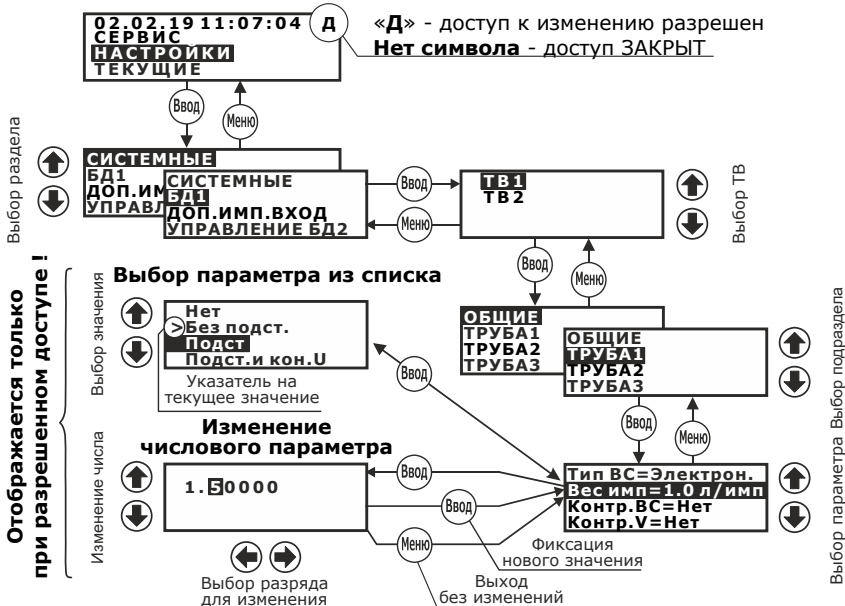 02.02.19 11:07:04
СЕРВИС
НАСТРОЙКИ
ТЕКУЩИЕ
Д
«Д» - доступ к изменению разрешен
Нет символа - доступ ЗАКРЫТ
Ввод
Меню
Выбор раздела
СИСТЕМНЫЕ
БД1
ДОП.ИМ
УПРАВЛ
СИСТЕМНЫЕ
БД1
ДОП.ИМП.ВХОД
УПРАВЛЕНИЕ БД2
Ввод
Меню
ТВ1
ТВ2
Выбор ТВ
Ввод
Меню
Отображается только
при разрешенном доступе !
Выбор параметра из списка
Выбор значения
Нет
>Без подст.
Подст
Подст.и кон.U
Указатель на
текущее значение
Ввод
ОБЩИЕ
ТРУБА1
ТРУБА2
ТРУБА3
ОБЩИЕ
ТРУБА1
ТРУБА2
ТРУБА3
Выбор подраздела
Ввод
Меню
Изменение
числового параметра
Изменение числа
1.50000
Ввод
Ввод
Меню
Тип ВС=Электрон.
Вес имп=1.0 л/имп
Контр.ВС=Нет
Контр.V=Нет
Выбор параметра
Фиксация
нового значения
Выход
без изменений
Выбор разряда
для изменения